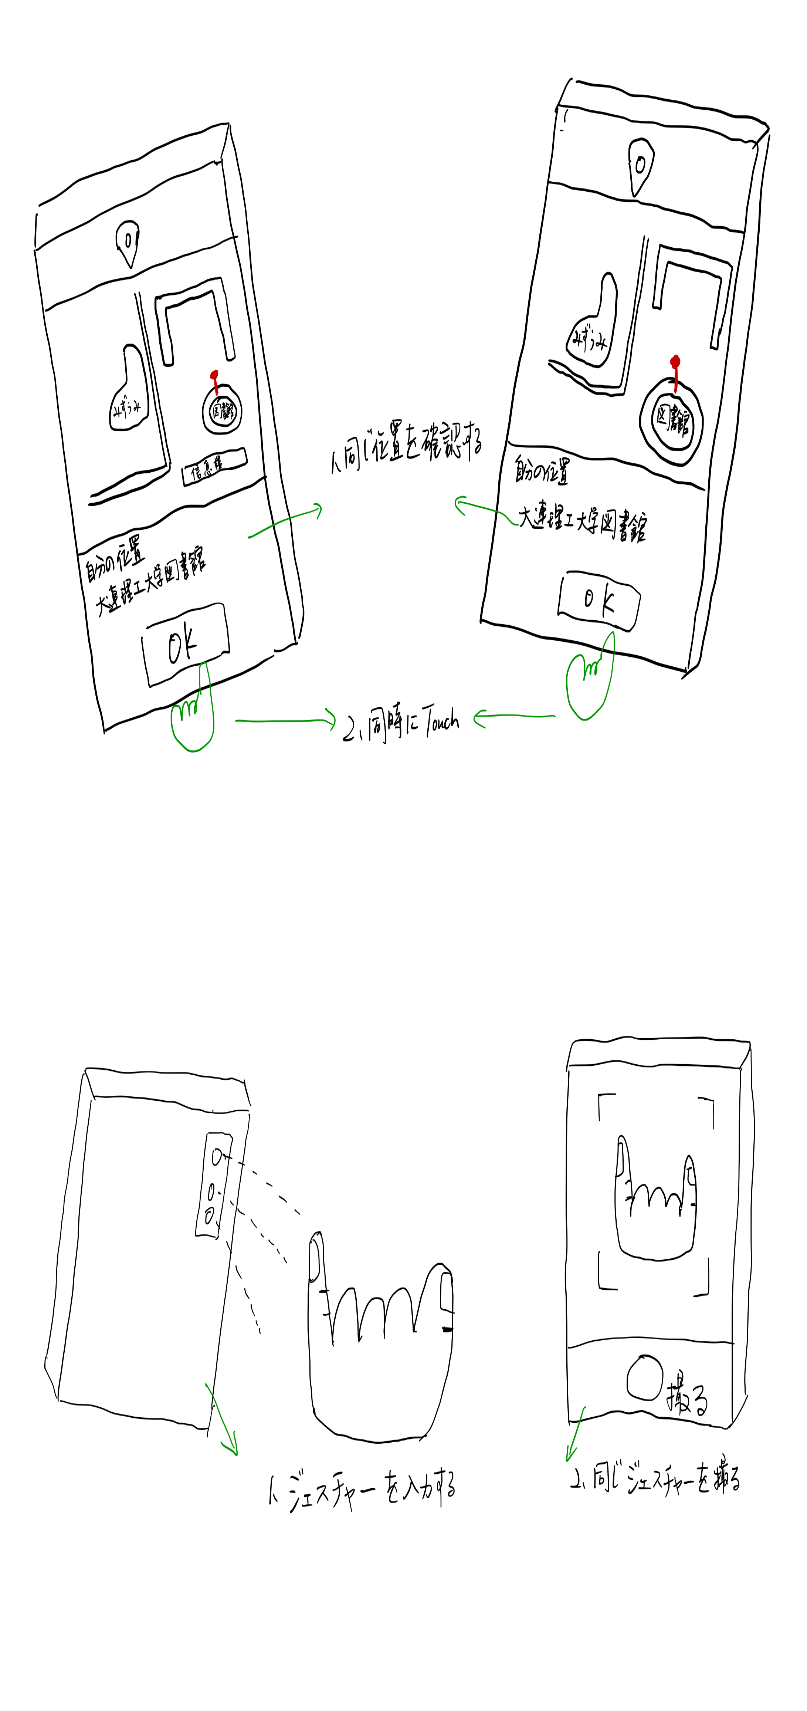 みずうみ
図書館
信息館
自分の位置
大連理工大学図書館
OK
1、同じ位置を確認する
みずうみ
図書館
自分の位置
大連理工大学図書館
OK
2、同時にTouch
撮る
1、ジェスチャーを入力する
2、同じジェスチャーを撮る